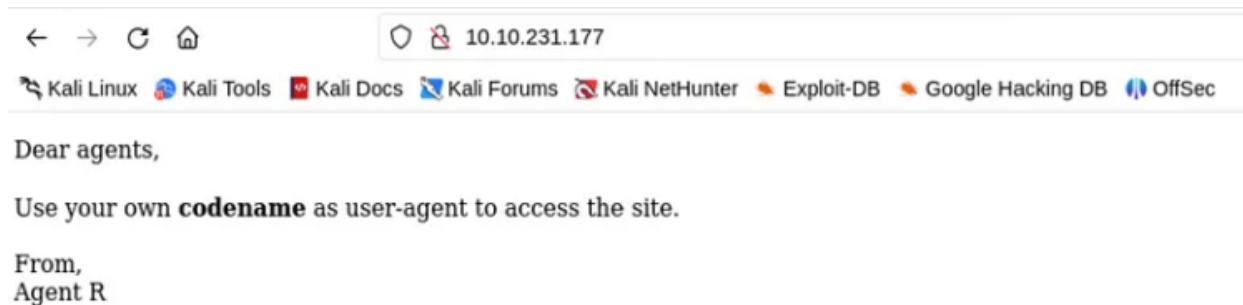 10.10.231.177
Kali Linux Kali Tools Kali Docs Kali Forums Kali NetHunter Exploit-DB Google Hacking DB OffSec
Dear agents,
Use your own codename as user-agent to access the site.
From,
Agent R